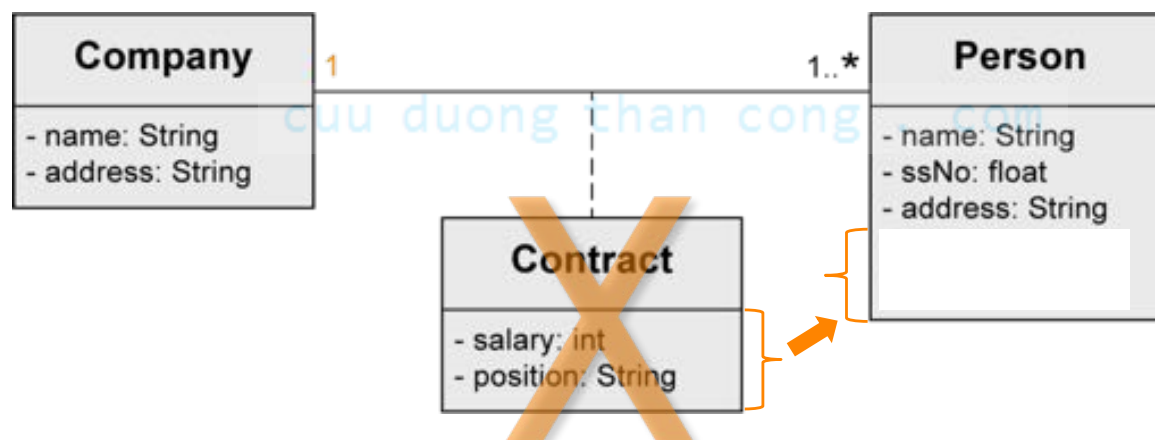 Company
- name: String
- address: String
1
1..*
Person
- name: String
- ssNo: float
- address: String
cuu duong than cong . com
Contract
- salary: int
- position: String